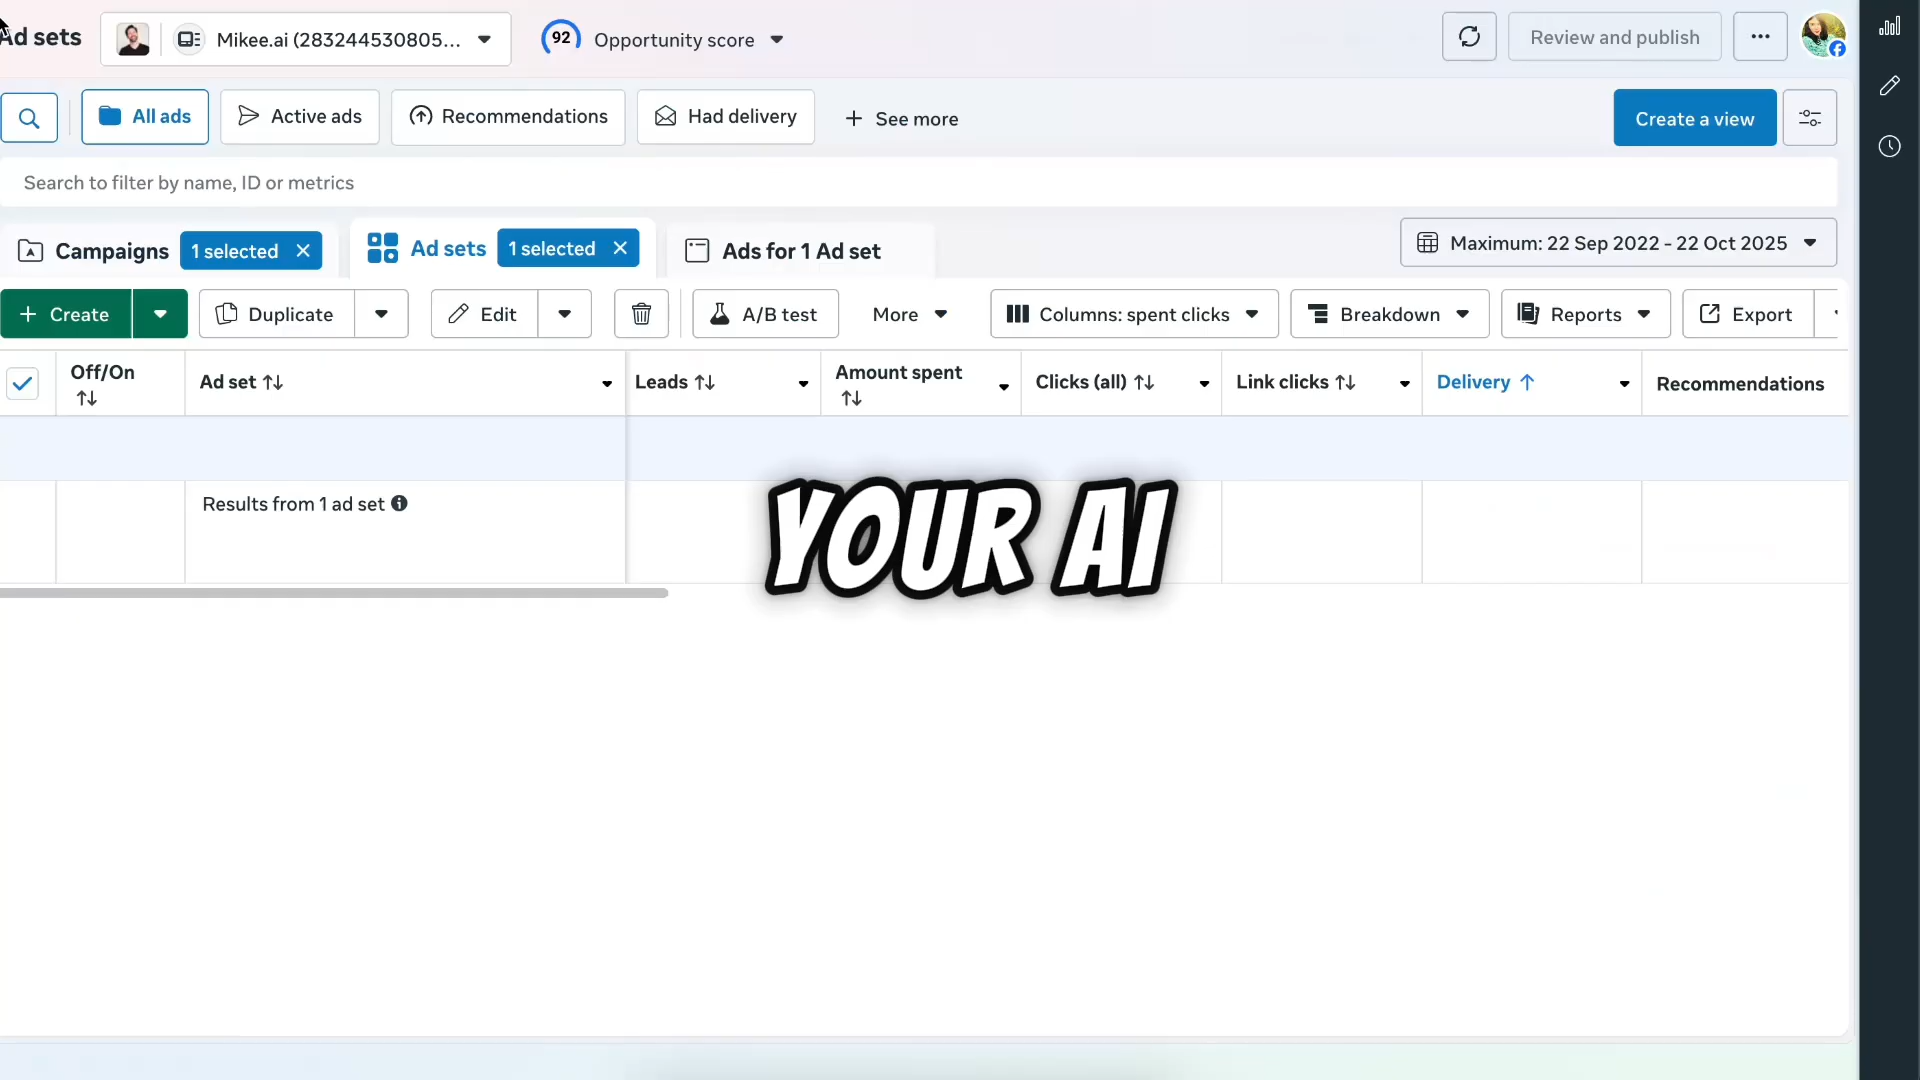 Ad sets
Mikee.ai (283244530805...
92
Opportunity score
Review and publish
All ads
Active ads
Recommendations
Had delivery
+ See more
Create a view
Search to filter by name, ID or metrics
Campaigns
1 selected
Ad sets
1 selected
Ads for 1 Ad set
Maximum: 22 Sep 2022 – 22 Oct 2025
+ Create
Duplicate
Edit
A/B test
More
Columns: spent clicks
Breakdown
Reports
Export
Off/On
Ad set
Leads
Amount spent
Clicks (all)
Link clicks
Delivery
Recommendations
Results from 1 ad set
YOUR AI